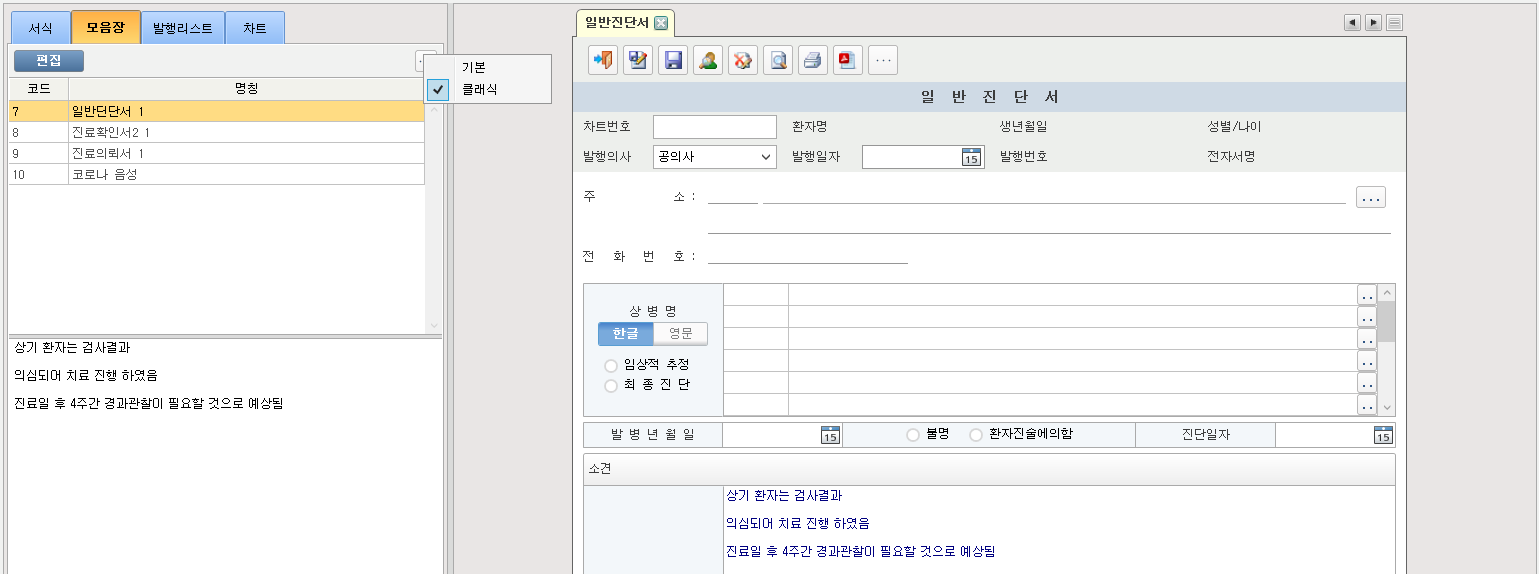 서식 모음장 발행리스트 차트
편집
기본
클래식
코드 명칭
7 일반딘단서 1
8 진료확인서2 1
9 진료의뢰서 1
10 코로나 음성
상기 환자는 검사결과
의심되며 치료 진행 하였음
진료일 후 4주간 경과관찰이 필요할 것으로 예상됨
일반진단서
일 반 진 단 서
차트번호 환자명 생년월일 성별/나이
발행의사 공의사 발행일자 15 발행번호 전자서명
주 소 :
전 화 번 호 :
상 병 명
한글 영문
임상적 추정
최 종 진 단
발 병 년 월 일 15 불명 환자진술에의함 진단일자 15
소견
상기 환자는 검사결과
의심되며 치료 진행 하였음
진료일 후 4주간 경과관찰이 필요할 것으로 예상됨